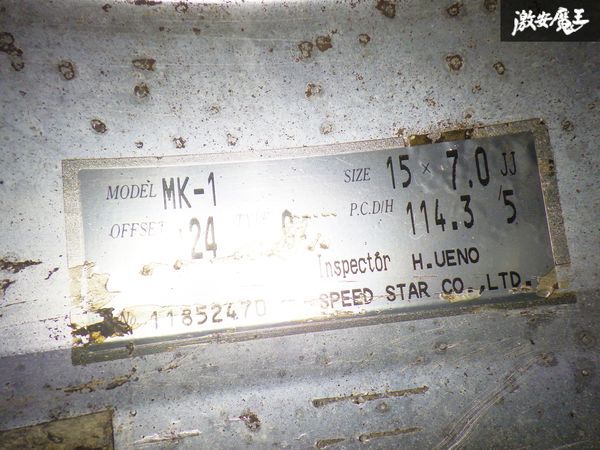 激安魔王
MODEL MK-1 SIZE 15 × 7.0 JJ
OFFSET 24 P.C.D/H 114.3 /5
Inspector H.UENO
11852470 SPEED STAR CO.,LTD.